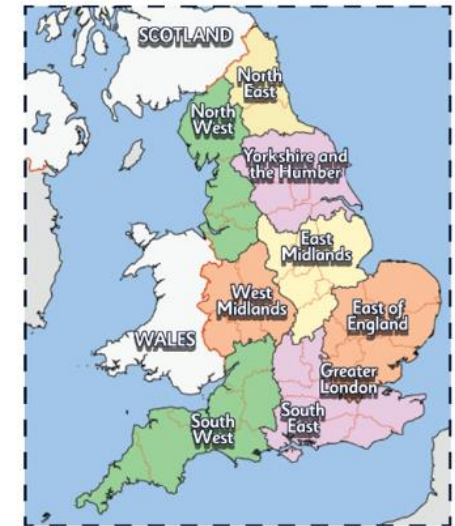 SCOTLAND
North
East
North
West
Yorkshire and
the Humber
East
Midlands
West
Midlands
East of
England
WALES
Greater
London
South
East
South
West